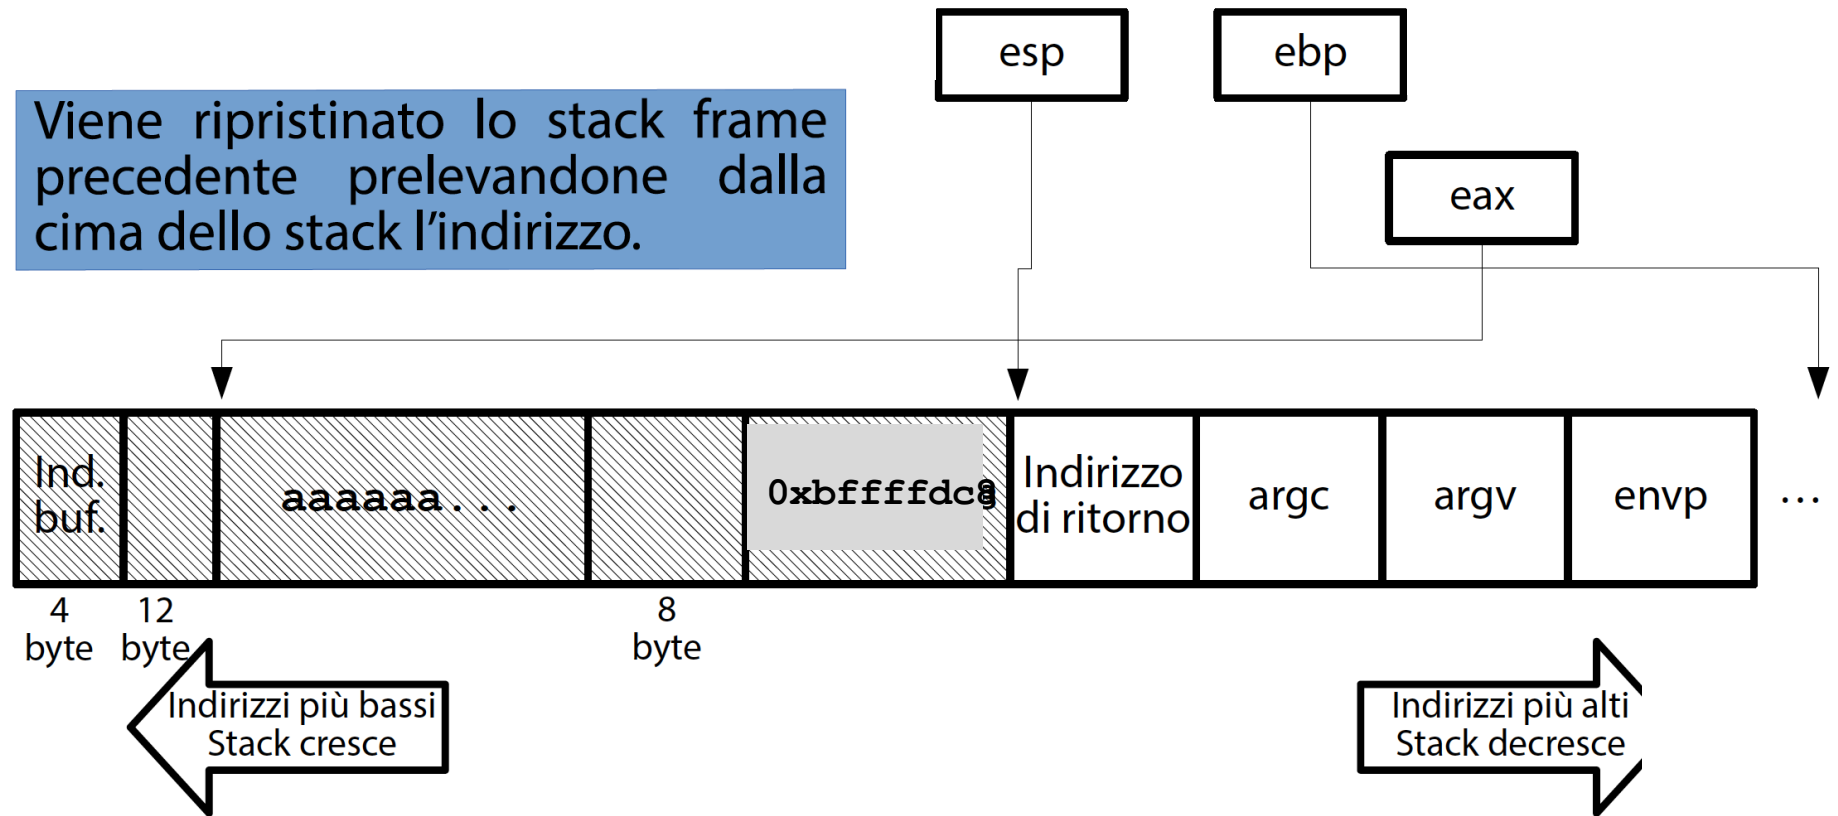 esp
ebp
Viene ripristinato lo stack frame
precedente prelevandone dalla
cima dello stack l'indirizzo.
eax
Ind.
buf.
aaaaaa...
Indirizzo
di ritorno
argc
argv
envp
...
4
byte
12
byte
8
byte
Indirizzi più bassi
Stack cresce
Indirizzi più alti
Stack decresce